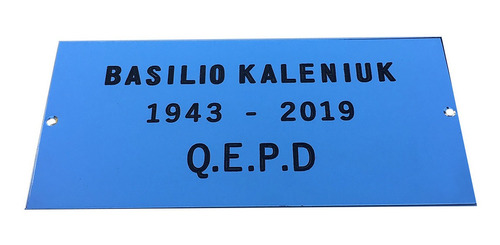 BASILIO KALENIUK
1943 - 2019
Q.E.P.D